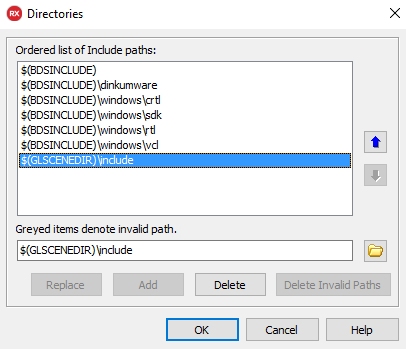 RX Directories
Ordered list of Include paths:
$(BDSINCLUDE)
$(BDSINCLUDE)\dinkumware
$(BDSINCLUDE)\windows\crtl
$(BDSINCLUDE)\windows\sdk
$(BDSINCLUDE)\windows\rtl
$(BDSINCLUDE)\windows\vcl
$(GLSCENEDIR)\include
Greyed items denote invalid path.
$(GLSCENEDIR)\include
Replace Add Delete Delete Invalid Paths
OK Cancel Help